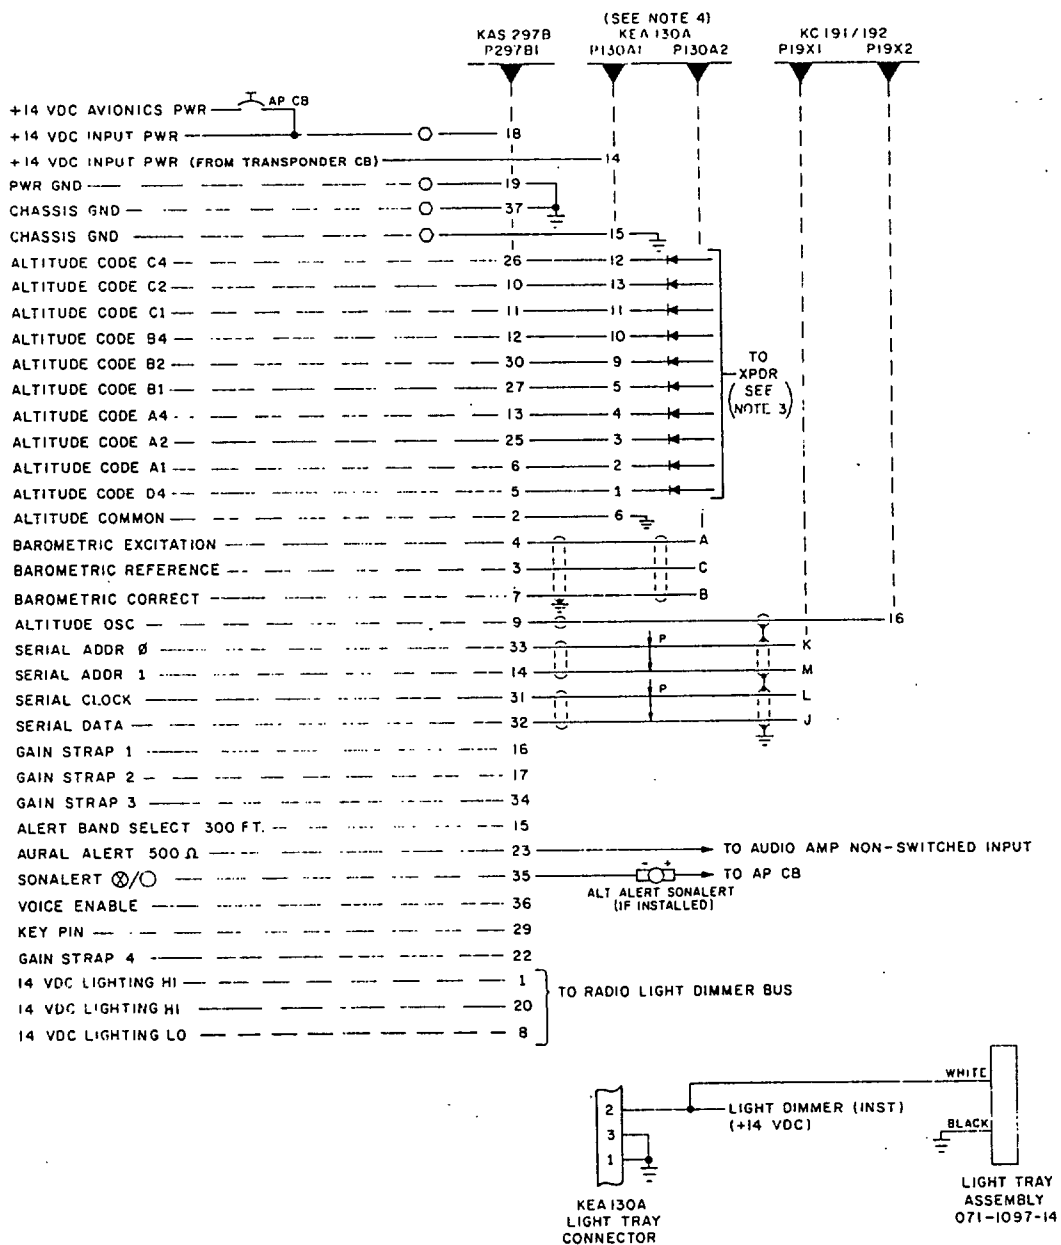 (SEE NOTE 4)
KAS 297B KEA 130A KC 191/192
P297B1 P130A1 P130A2 P19X1 P19X2
+14 VDC AVIONICS PWR AP CB
+14 VDC INPUT PWR 18
+14 VDC INPUT PWR (FROM TRANSPONDER CB) 14
PWR GND 19
CHASSIS GND 37
CHASSIS GND 15
ALTITUDE CODE C4 26 12
ALTITUDE CODE C2 10 13
ALTITUDE CODE C1 11 11
ALTITUDE CODE B4 12 10
ALTITUDE CODE B2 30 9
ALTITUDE CODE B1 27 5
ALTITUDE CODE A4 13 4
ALTITUDE CODE A2 25 3
ALTITUDE CODE A1 6 2
ALTITUDE CODE D4 5 1
TO
XPDR
(SEE
NOTE 3)
ALTITUDE COMMON 2 6
BAROMETRIC EXCITATION 4 A
BAROMETRIC REFERENCE 3 C
BAROMETRIC CORRECT 7 B
ALTITUDE OSC 9 16
SERIAL ADDR Ø 33 P K
SERIAL ADDR 1 14 M
SERIAL CLOCK 31 P L
SERIAL DATA 32 J
GAIN STRAP 1 16
GAIN STRAP 2 17
GAIN STRAP 3 34
ALERT BAND SELECT 300 FT. 15
AURAL ALERT 500 Ω 23 TO AUDIO AMP NON-SWITCHED INPUT
SONALERT ⊗/○ 35 - + TO AP CB
ALT ALERT SONALERT
(IF INSTALLED)
VOICE ENABLE 36
KEY PIN 29
GAIN STRAP 4 22
14 VDC LIGHTING HI 1
14 VDC LIGHTING HI 20
14 VDC LIGHTING LO 8
TO RADIO LIGHT DIMMER BUS
WHITE
2 LIGHT DIMMER (INST)
(+14 VDC)
3 BLACK
1
KEA 130A
LIGHT TRAY
CONNECTOR
LIGHT TRAY
ASSEMBLY
071-1097-14